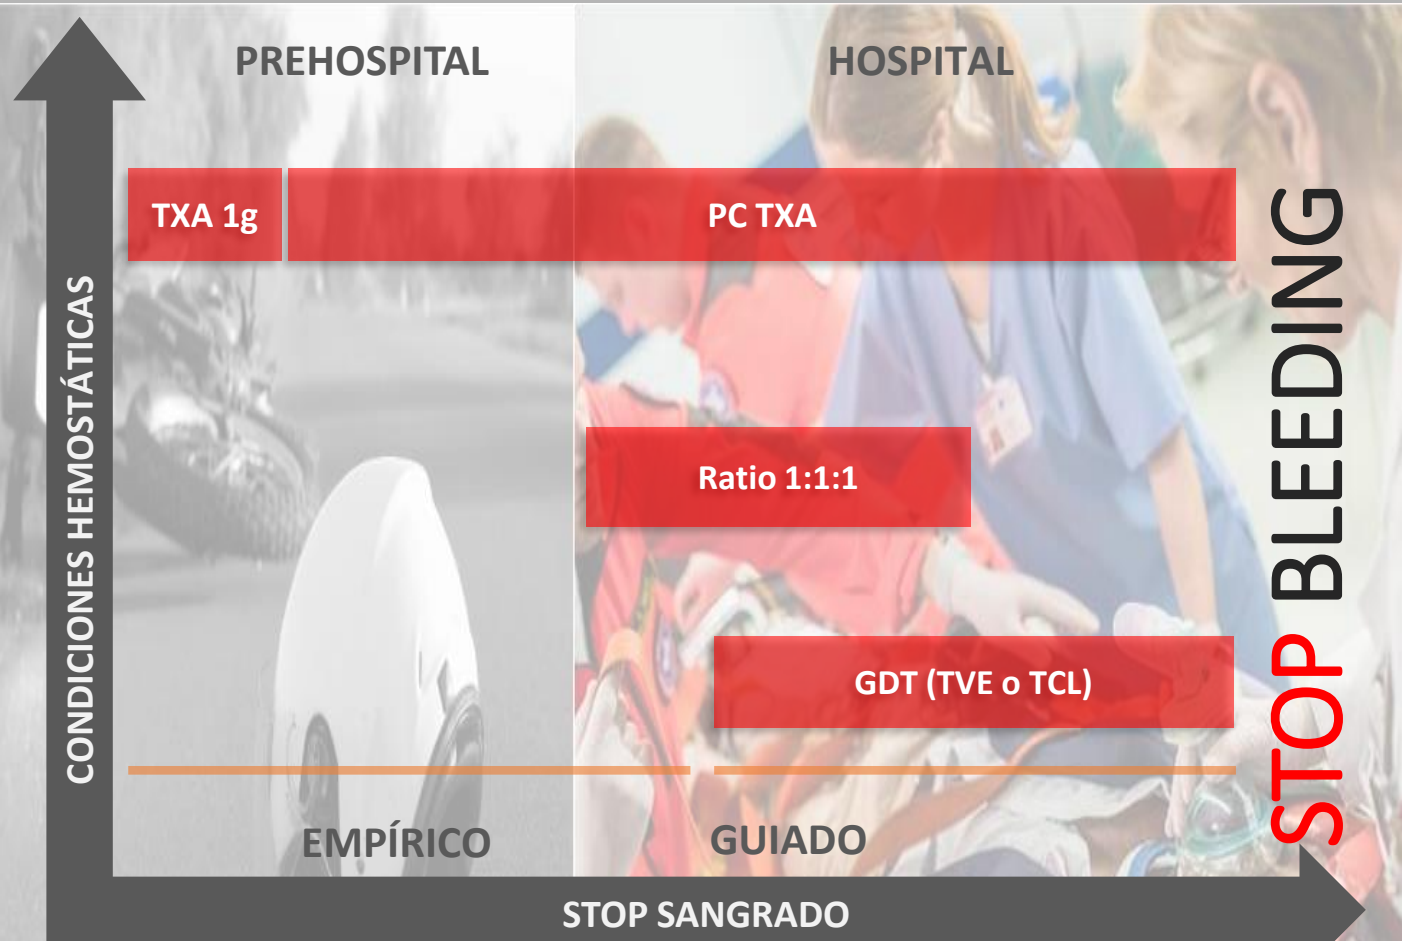 PREHOSPITAL
HOSPITAL
TXA 1g
PC TXA
Ratio 1:1:1
GDT (TVE o TCL)
EMPÍRICO
GUIADO
CONDICIONES HEMOSTÁTICAS
STOP SANGRADO
STOP BLEEDING